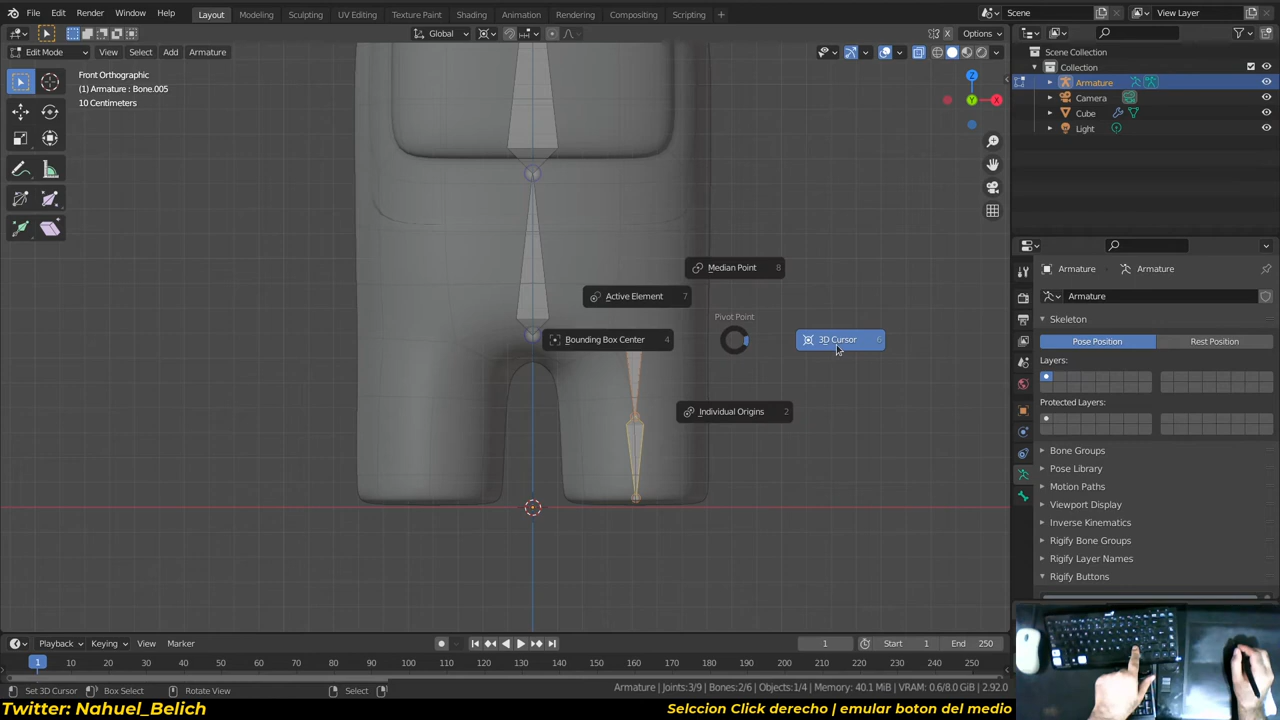 File Edit Render Window Help Layout Modeling Sculpting UV Editing Texture Paint Shading Animation Rendering Compositing Scripting + Scene View Layer
Global Options
Edit Mode View Select Add Armature
Front Orthographic
(1) Armature : Bone.005
10 Centimeters
Z
Y
X
Scene Collection
Collection
Armature
Camera
Cube
Light
Median Point 8
Active Element 7
Pivot Point
Bounding Box Center 4
3D Cursor 6
Individual Origins 2
Armature Armature
Armature
Skeleton
Pose Position Rest Position
Layers:
Protected Layers:
Bone Groups
Pose Library
Motion Paths
Viewport Display
Inverse Kinematics
Rigify Bone Groups
Rigify Layer Names
Rigify Buttons
Playback Keying View Marker 1 Start 1 End 250
1 10 20 30 40 50 60 70 80 90 100 110 120 130 140 150 160 170 180 190 200 210 220 230 240 250
Set 3D Cursor Box Select Rotate View Select Armature | Joints:3/9 | Bones:2/6 | Objects:1/4 | Memory: 40.1 MiB | VRAM: 0.6/8.0 GiB | 2.92.0
Twitter: Nahuel_Belich Selccion Click derecho | emular boton del medio